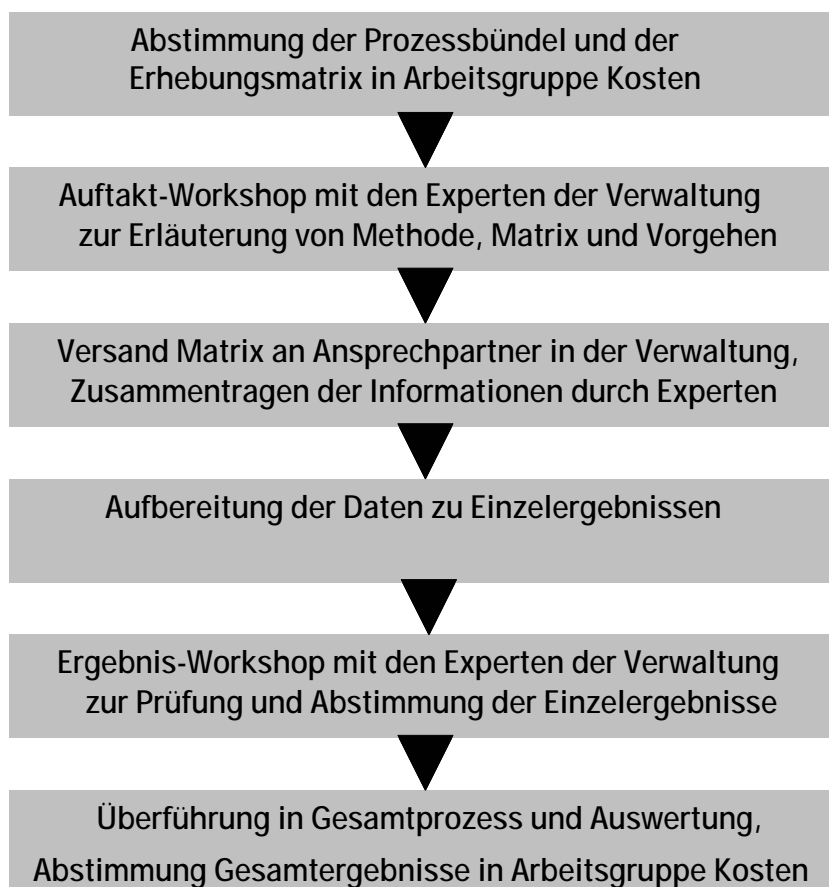 Abstimmung der Prozessbündel und der
Erhebungsmatrix in Arbeitsgruppe Kosten
Auftakt-Workshop mit den Experten der Verwaltung
zur Erläuterung von Methode, Matrix und Vorgehen
Versand Matrix an Ansprechpartner in der Verwaltung,
Zusammentragen der Informationen durch Experten
Aufbereitung der Daten zu Einzelergebnissen
Ergebnis-Workshop mit den Experten der Verwaltung
zur Prüfung und Abstimmung der Einzelergebnisse
Überführung in Gesamtprozess und Auswertung,
Abstimmung Gesamtergebnisse in Arbeitsgruppe Kosten